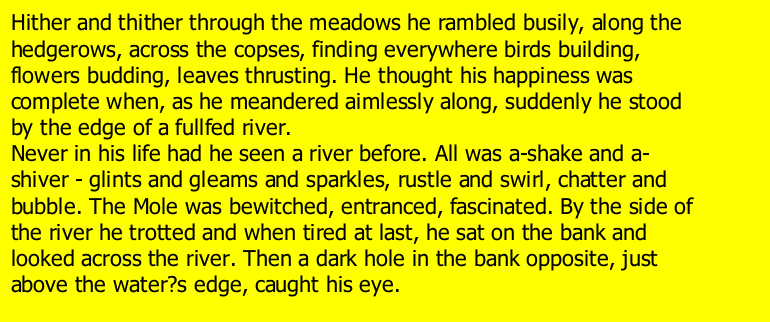 Hither and thither through the meadows he rambled busily, along the
hedgerows, across the copses, finding everywhere birds building,
flowers budding, leaves thrusting. He thought his happiness was
complete when, as he meandered aimlessly along, suddenly he stood
by the edge of a fullfed river.
Never in his life had he seen a river before. All was a-shake and a-
shiver - glints and gleams and sparkles, rustle and swirl, chatter and
bubble. The Mole was bewitched, entranced, fascinated. By the side of
the river he trotted and when tired at last, he sat on the bank and
looked across the river. Then a dark hole in the bank opposite, just
above the water?s edge, caught his eye.